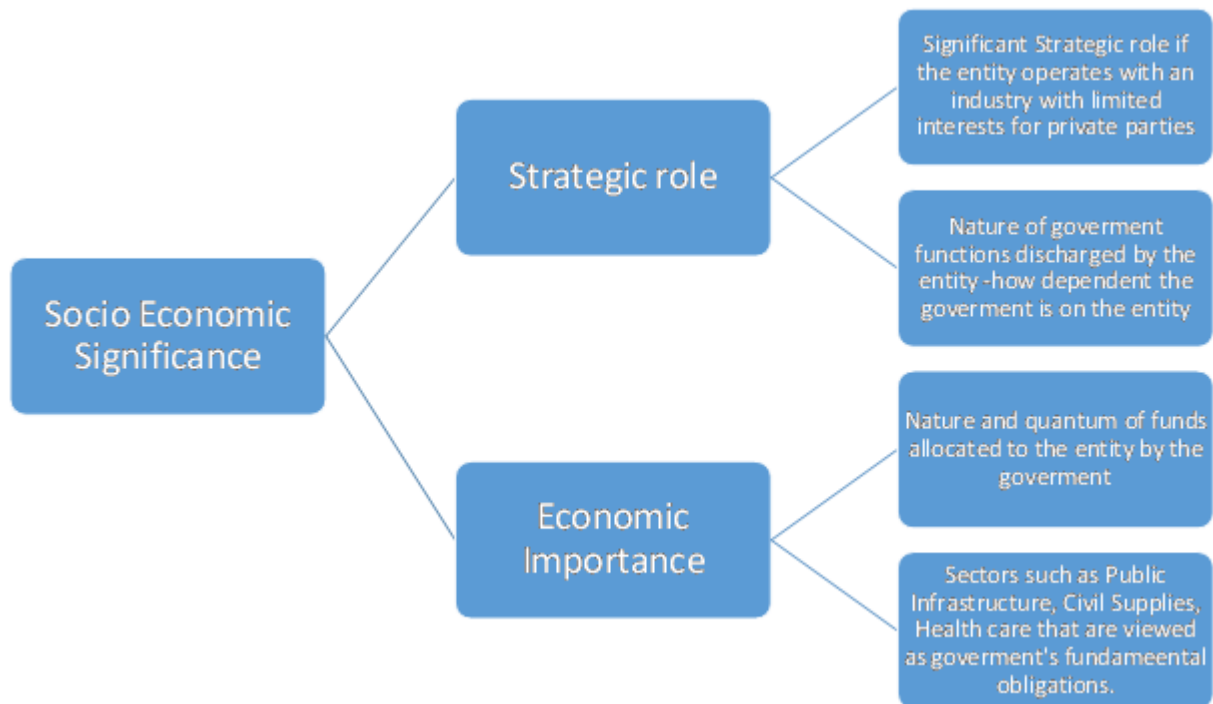 Socio Economic
Significance
Strategic role
Significant Strategic role if
the entity operates with an
industry with limited
interests for private parties
Nature of goverment
functions discharged by the
entity -how dependent the
goverment is on the entity
Economic
Importance
Nature and quantum of funds
allocated to the entity by the
goverment
Sectors such as Public
Infrastructure, Civil Supplies,
Health care that are viewed
as goverment's fundameental
obligations.